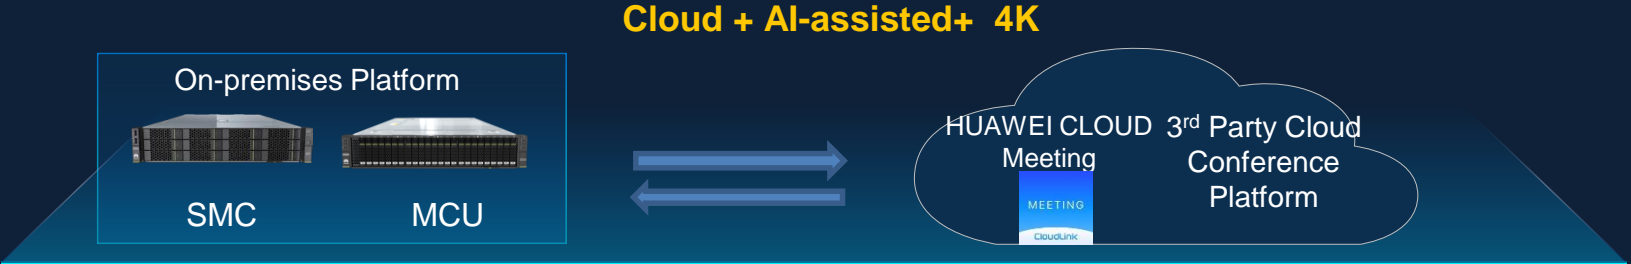 Cloud + AI-assisted+ 4K
On-premises Platform
SMC
MCU
HUAWEI CLOUD
Meeting
MEETING
CloudLink
3rd Party Cloud
Conference
Platform